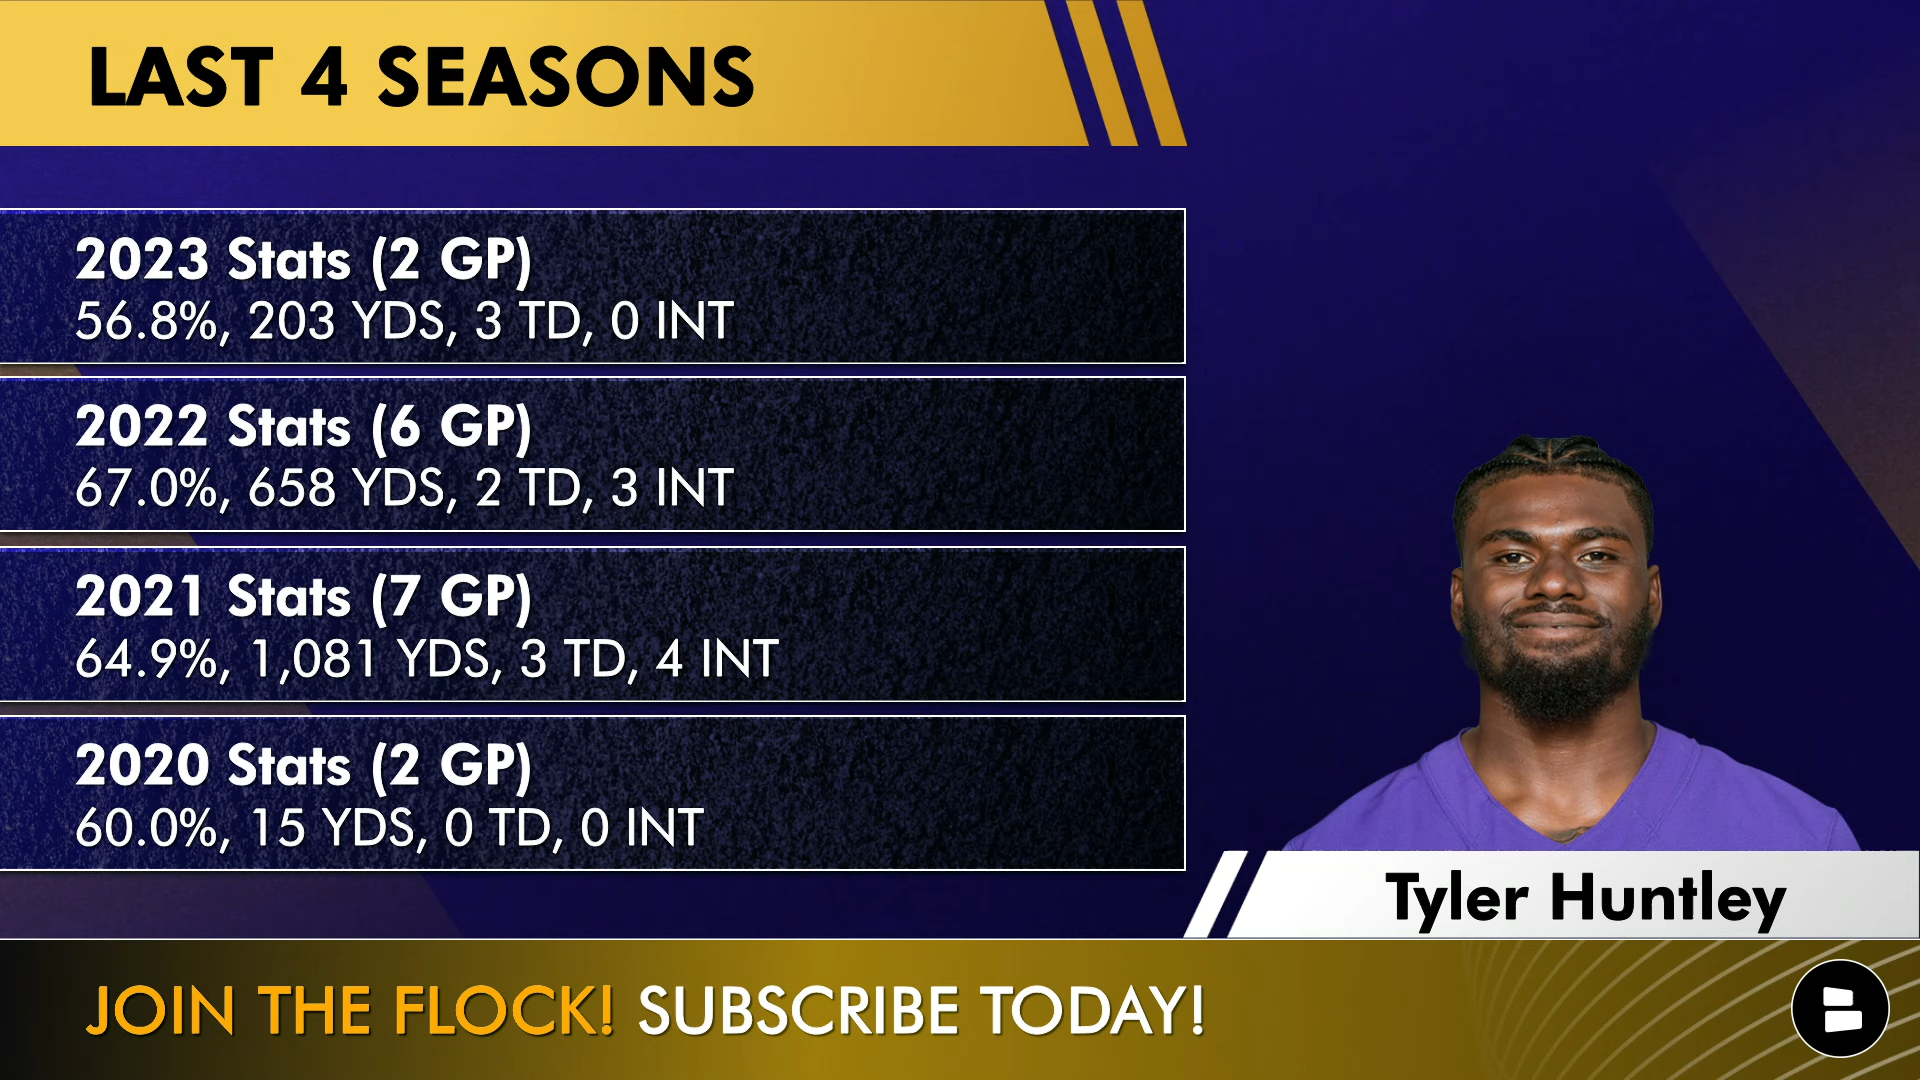 LAST 4 SEASONS
2023 Stats (2 GP)
56.8%, 203 YDS, 3 TD, 0 INT
2022 Stats (6 GP)
67.0%, 658 YDS, 2 TD, 3 INT
2021 Stats (7 GP)
64.9%, 1,081 YDS, 3 TD, 4 INT
2020 Stats (2 GP)
60.0%, 15 YDS, 0 TD, 0 INT
Tyler Huntley
JOIN THE FLOCK! SUBSCRIBE TODAY!